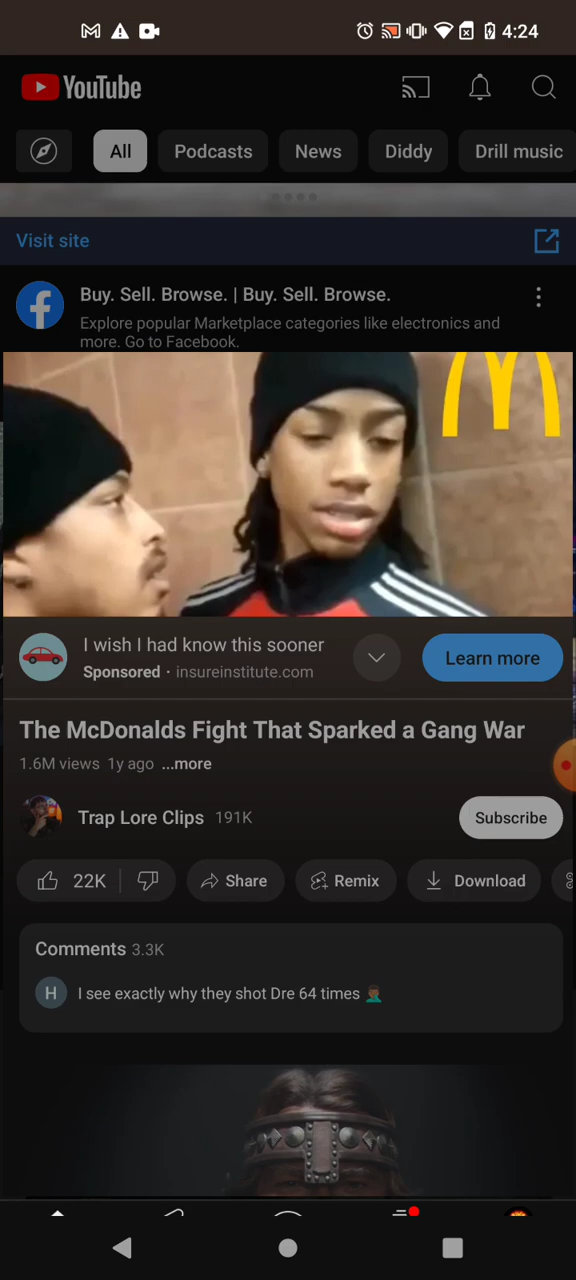 4:24
YouTube
All
Podcasts
News
Diddy
Drill music
Visit site
Buy. Sell. Browse. | Buy. Sell. Browse.
Explore popular Marketplace categories like electronics and
more. Go to Facebook.
I wish I had know this sooner
Sponsored · insureinstitute.com
Learn more
The McDonalds Fight That Sparked a Gang War
1.6M views 1y ago ...more
Trap Lore Clips 191K
Subscribe
22K
Share
Remix
Download
Comments 3.3K
H
I see exactly why they shot Dre 64 times 🤦🏾‍♂️